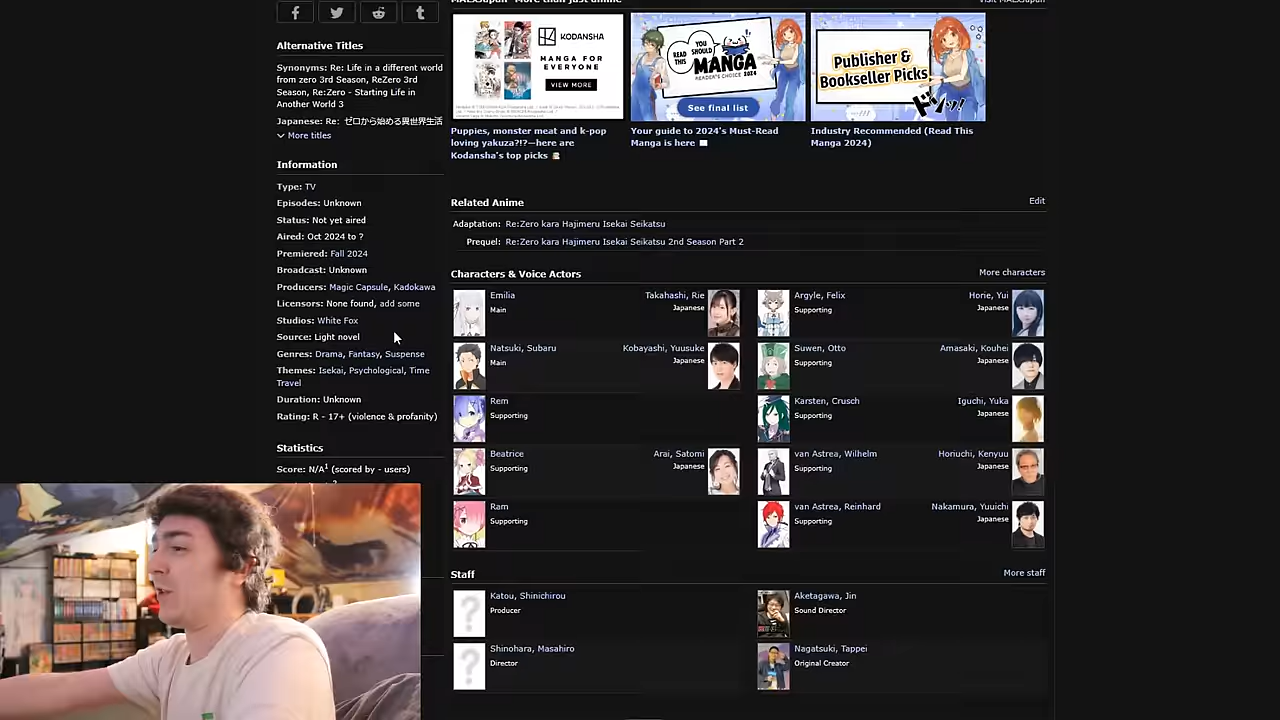 Alternative Titles
Synonyms: Re: Life in a different world
from zero 3rd Season, ReZero 3rd
Season, Re:Zero - Starting Life in
Another World 3
Japanese: Re: ゼロから始める異世界生活
More titles
Information
Type: TV
Episodes: Unknown
Status: Not yet aired
Aired: Oct 2024 to ?
Premiered: Fall 2024
Broadcast: Unknown
Producers: Magic Capsule, Kadokawa
Licensors: None found, add some
Studios: White Fox
Source: Light novel
Genres: Drama, Fantasy, Suspense
Themes: Isekai, Psychological, Time
Travel
Duration: Unknown
Rating: R - 17+ (violence & profanity)
Statistics
Score: N/A1 (scored by - users)
KODANSHA
MANGA FOR
EVERYONE
VIEW MORE
Puppies, monster meat and k-pop
loving yakuza?!?—here are
Kodansha's top picks
READ
THIS
YOU
SHOULD
MANGA
READER'S CHOICE 2024
See final list
Your guide to 2024's Must-Read
Manga is here
Publisher &
Bookseller Picks
ドドン!
Industry Recommended (Read This
Manga 2024)
Related Anime
Edit
Adaptation: Re:Zero kara Hajimeru Isekai Seikatsu
Prequel: Re:Zero kara Hajimeru Isekai Seikatsu 2nd Season Part 2
Characters & Voice Actors
More characters
Emilia
Main
Takahashi, Rie
Japanese
Argyle, Felix
Supporting
Horie, Yui
Japanese
Natsuki, Subaru
Main
Kobayashi, Yuusuke
Japanese
Suwen, Otto
Supporting
Amasaki, Kouhei
Japanese
Rem
Supporting
Karsten, Crusch
Supporting
Iguchi, Yuka
Japanese
Beatrice
Supporting
Arai, Satomi
Japanese
van Astrea, Wilhelm
Supporting
Horiuchi, Kenyuu
Japanese
Ram
Supporting
van Astrea, Reinhard
Supporting
Nakamura, Yuuichi
Japanese
Staff
More staff
Katou, Shinichirou
Producer
Aketagawa, Jin
Sound Director
Shinohara, Masahiro
Director
Nagatsuki, Tappei
Original Creator